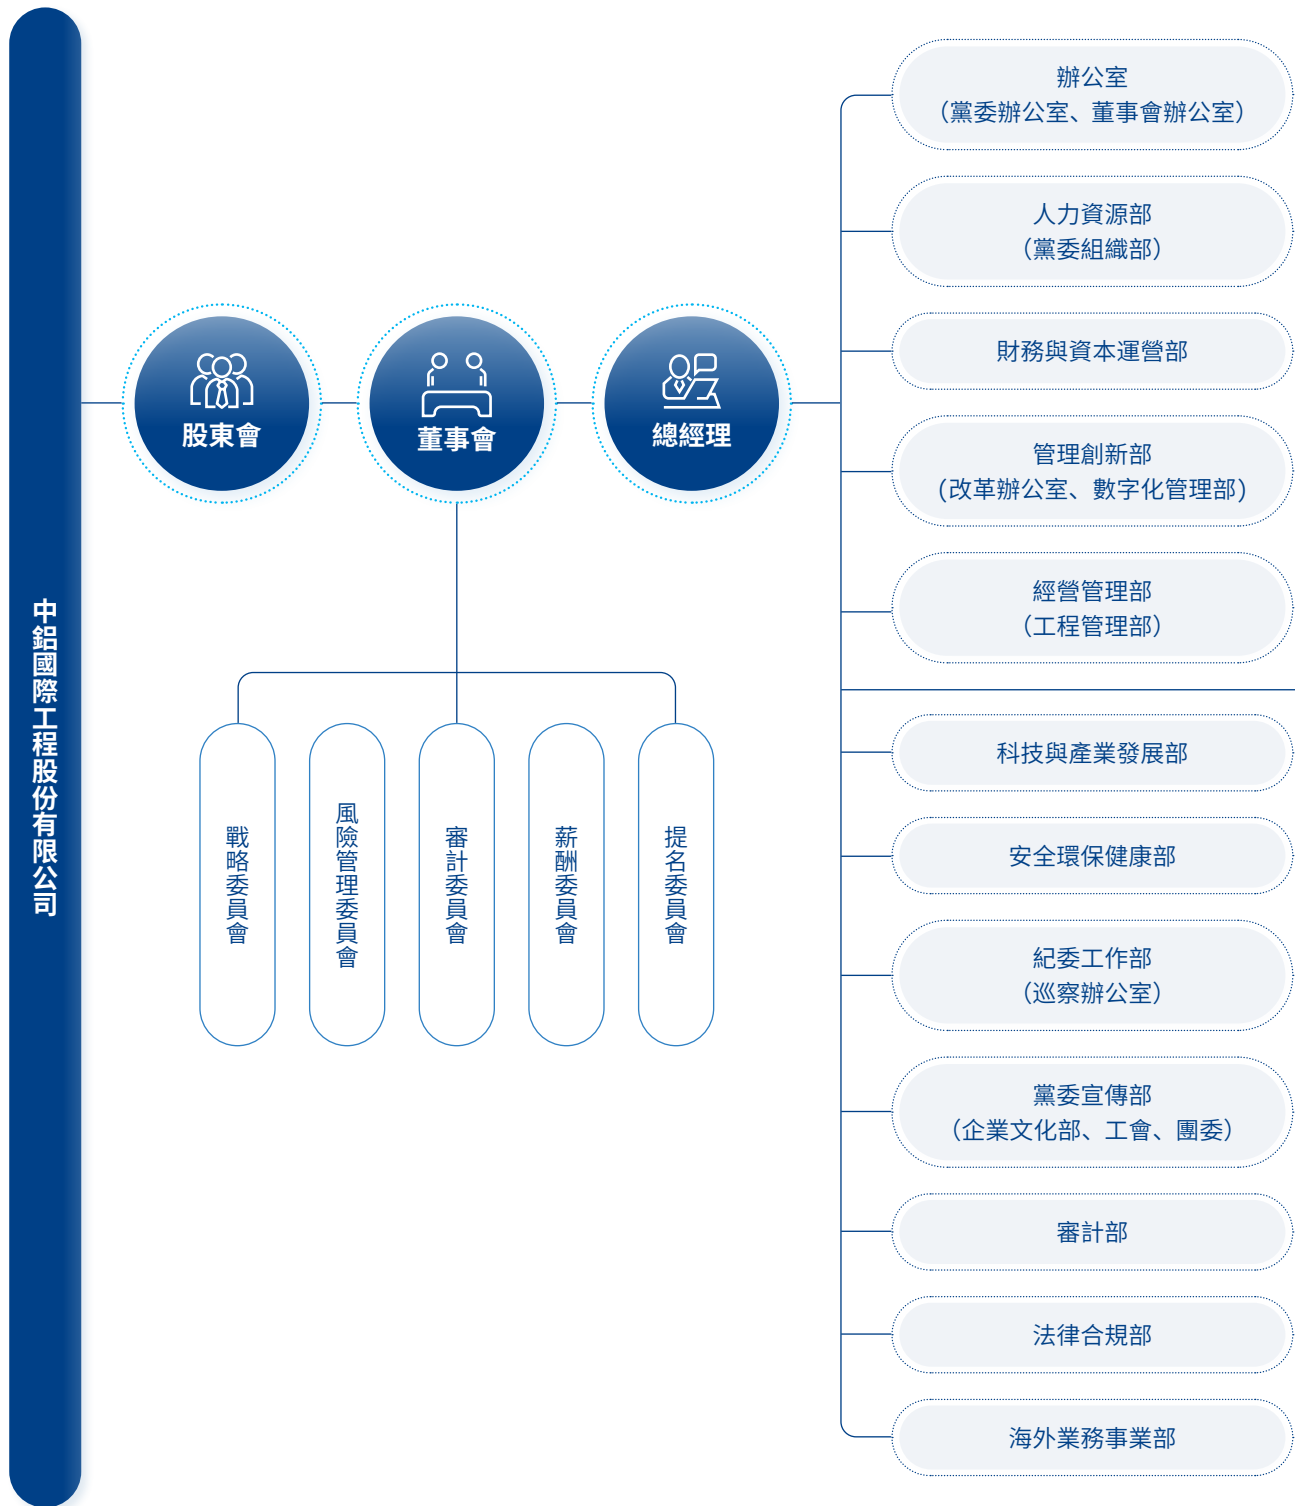 中鋁國際工程股份有限公司
股東會
董事會
總經理
戰略委員會
風險管理委員會
審計委員會
薪酬委員會
提名委員會
辦公室
（黨委辦公室、董事會辦公室）
人力資源部
（黨委組織部）
財務與資本運營部
管理創新部
(改革辦公室、數字化管理部)
經營管理部
（工程管理部）
科技與產業發展部
安全環保健康部
紀委工作部
（巡察辦公室）
黨委宣傳部
（企業文化部、工會、團委）
審計部
法律合規部
海外業務事業部